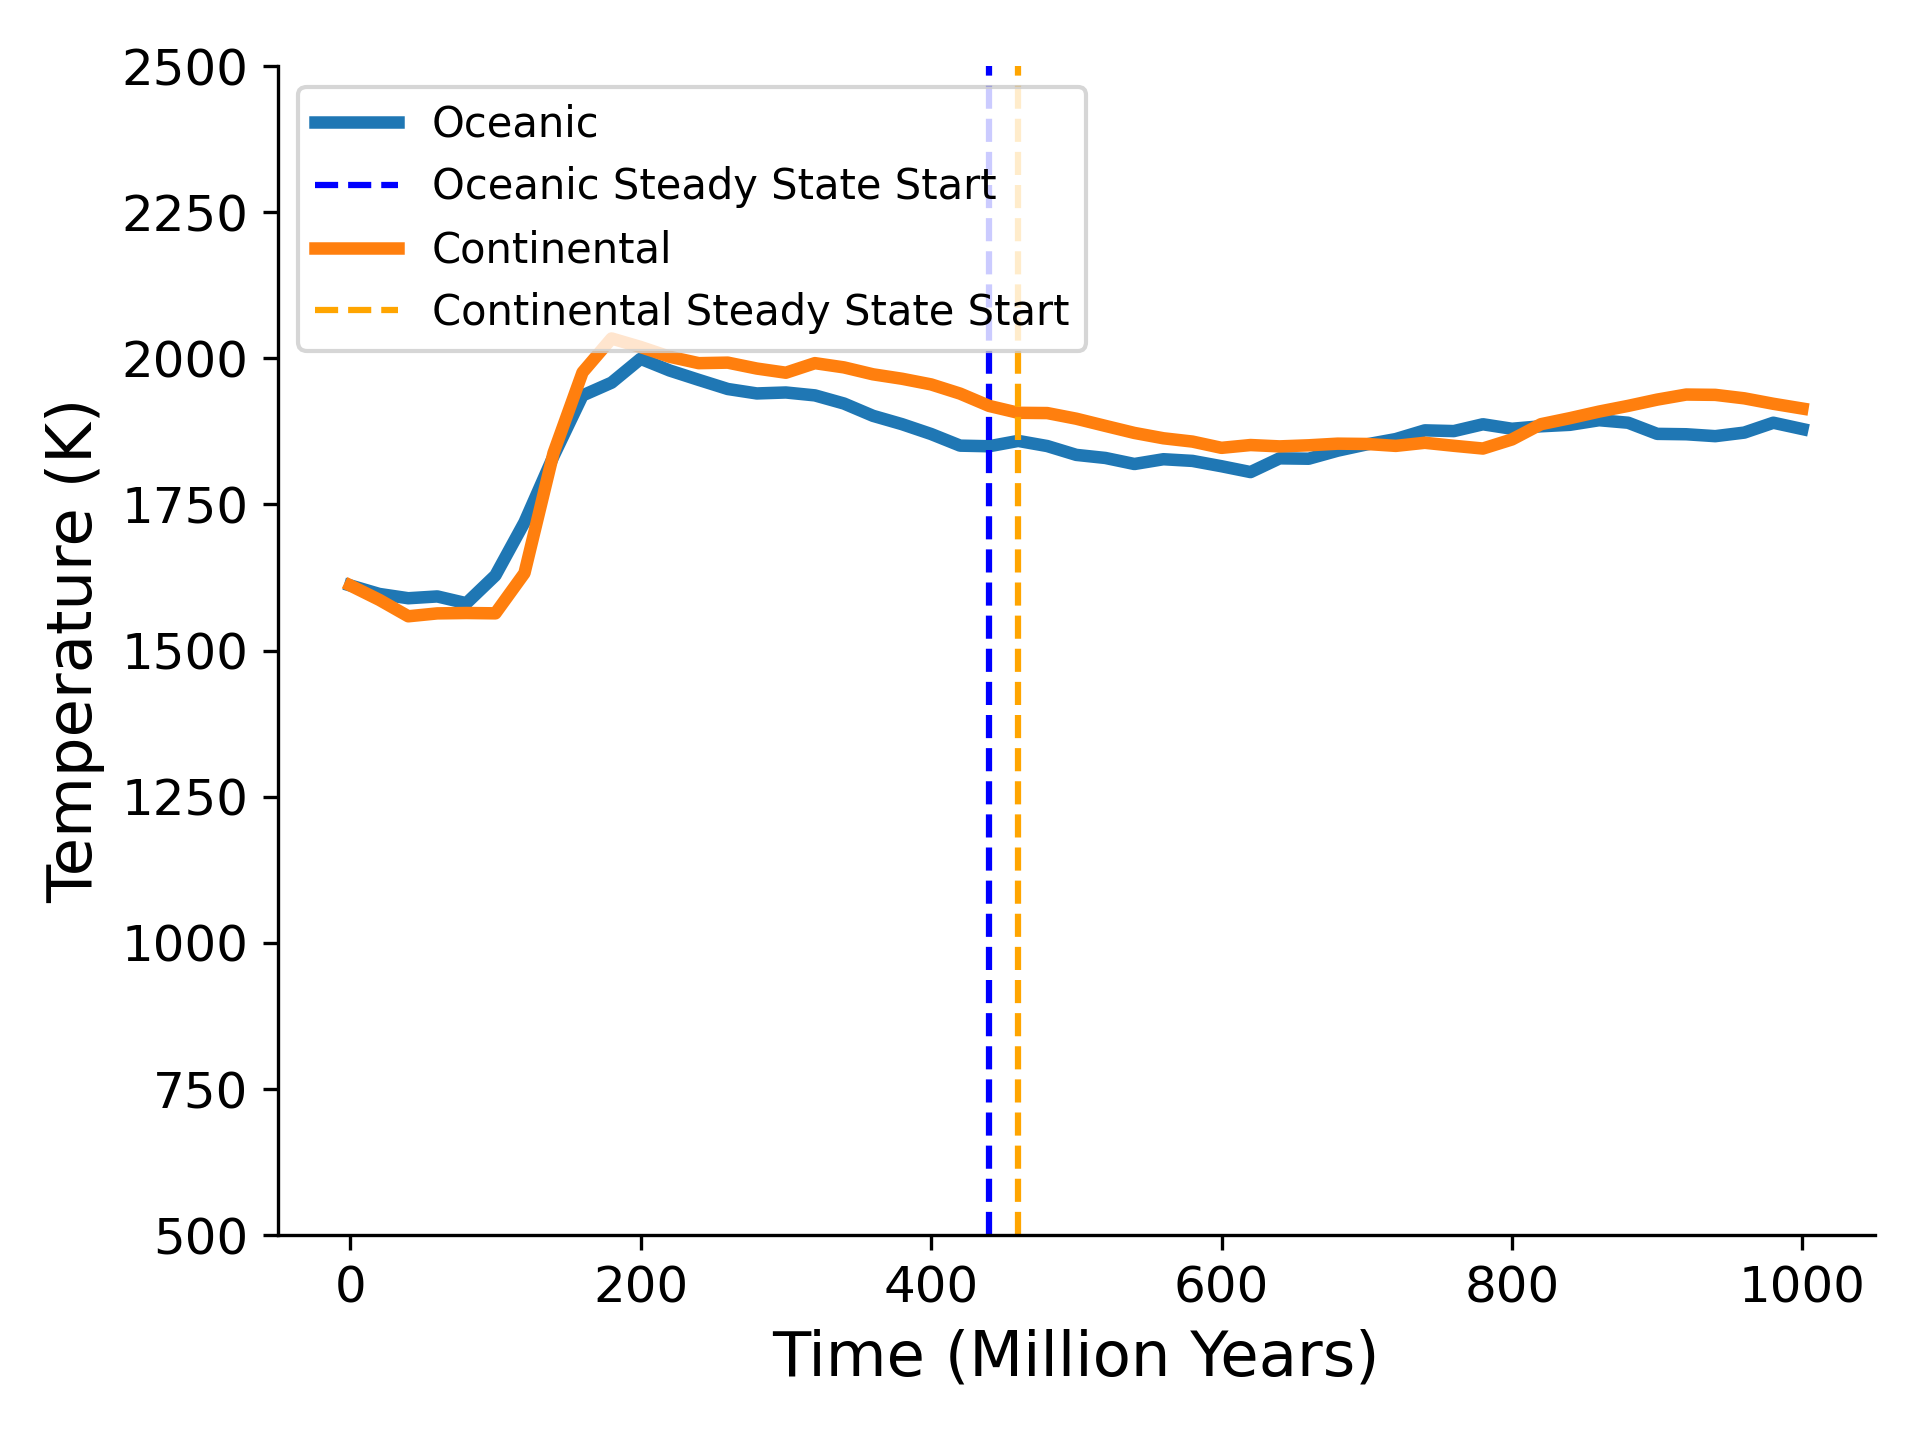 2500
2250
2000
1750
1500
1250
1000
750
500
Temperature (K)
Oceanic
Oceanic Steady State Start
Continental
Continental Steady State Start
0 200 400 600 800 1000
Time (Million Years)